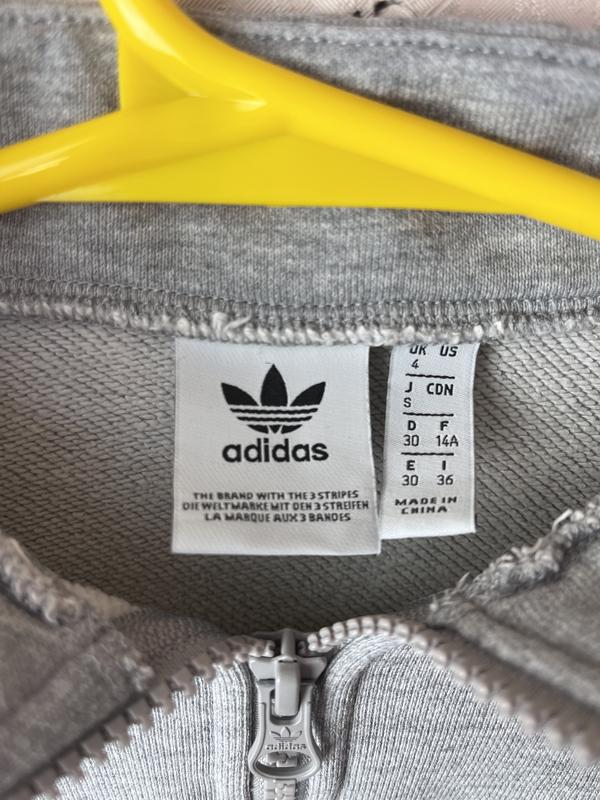 adidas
THE BRAND WITH THE 3 STRIPES
DIE WELTMARKE MIT DEN 3 STREIFEN
LA MARQUE AUX 3 BANDES
UK US
4
J CDN
S
D F
30 14A
E I
30 36
MADE IN
CHINA
adidas